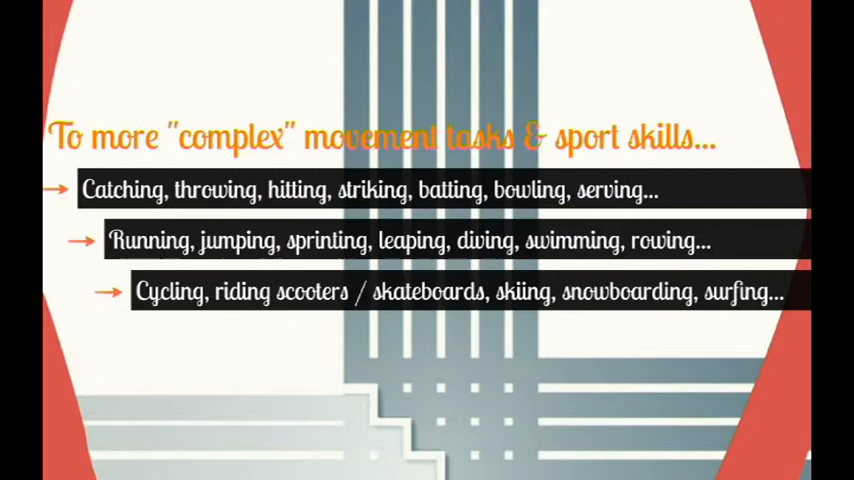 To more "complex" movement tasks & sport skills...
→ Catching, throwing, hitting, striking, batting, bowling, serving...
→ Running, jumping, sprinting, leaping, diving, swimming, rowing...
→ Cycling, riding scooters / skateboards, skiing, snowboarding, surfing...